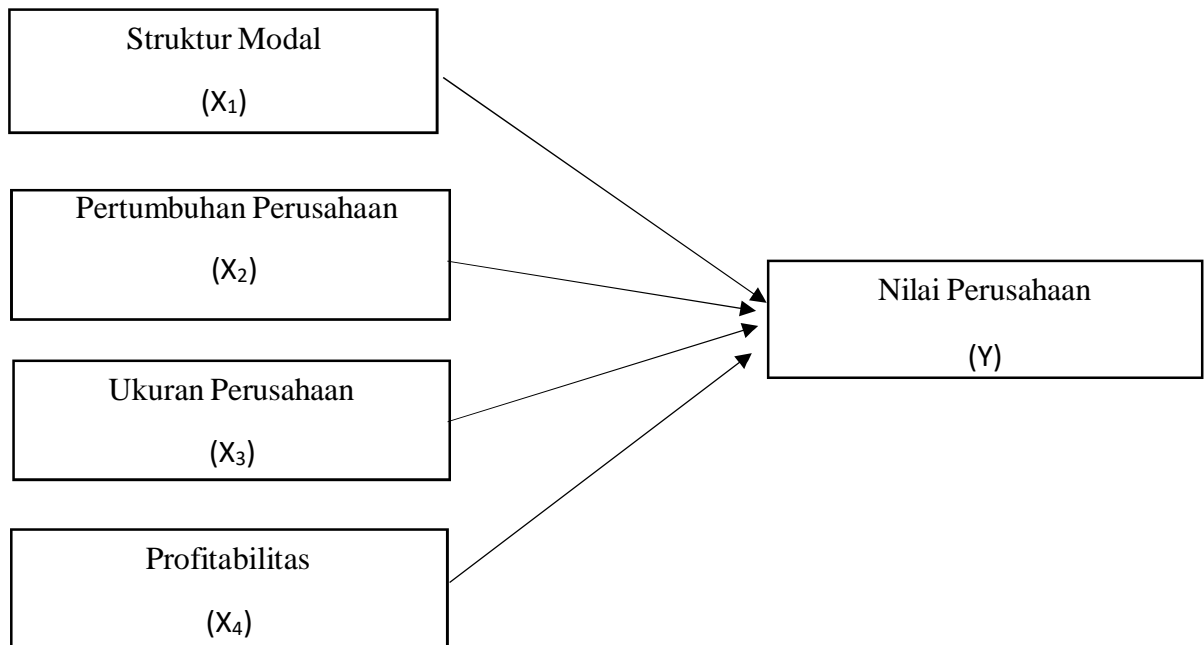 Struktur Modal
(X₁)
Pertumbuhan Perusahaan
(X₂)
Ukuran Perusahaan
(X₃)
Profitabilitas
(X₄)
Nilai Perusahaan
(Y)